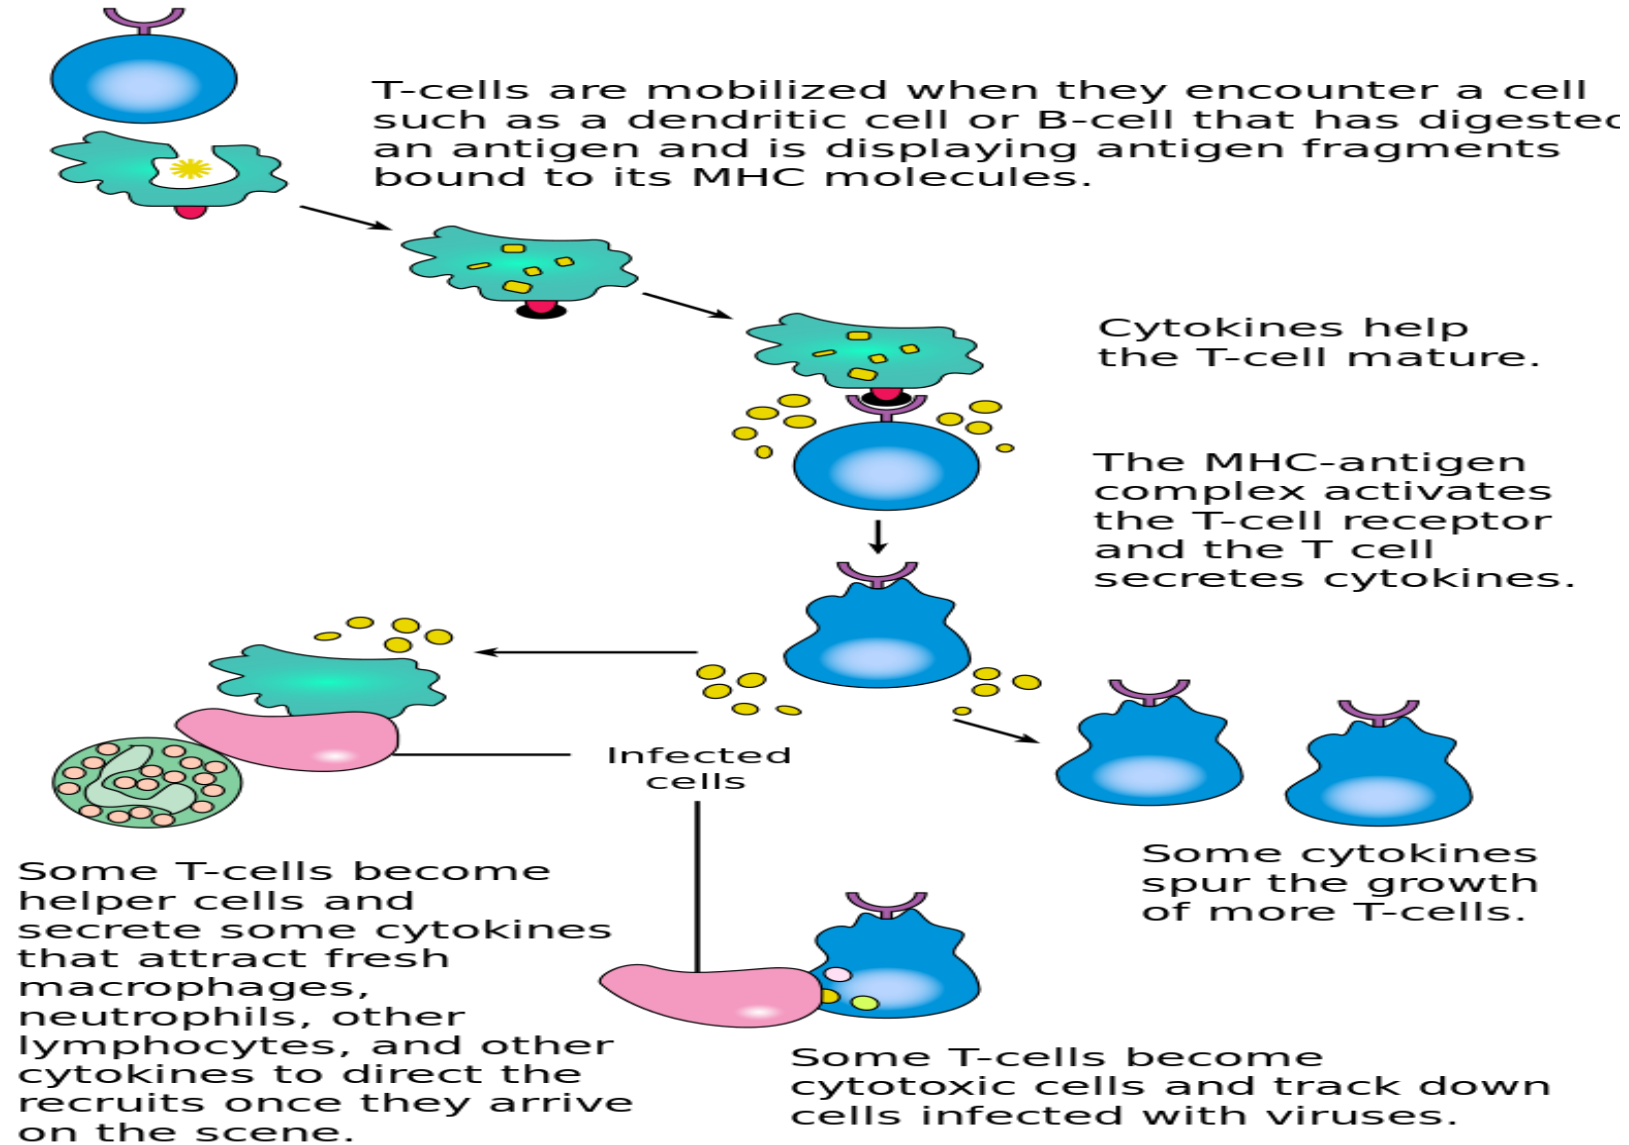 T-cells are mobilized when they encounter a cell
such as a dendritic cell or B-cell that has digested
an antigen and is displaying antigen fragments
bound to its MHC molecules.
Cytokines help
the T-cell mature.
The MHC-antigen
complex activates
the T-cell receptor
and the T cell
secretes cytokines.
Infected
cells
Some cytokines
spur the growth
of more T-cells.
Some T-cells become
helper cells and
secrete some cytokines
that attract fresh
macrophages,
neutrophils, other
lymphocytes, and other
cytokines to direct the
recruits once they arrive
on the scene.
Some T-cells become
cytotoxic cells and track down
cells infected with viruses.